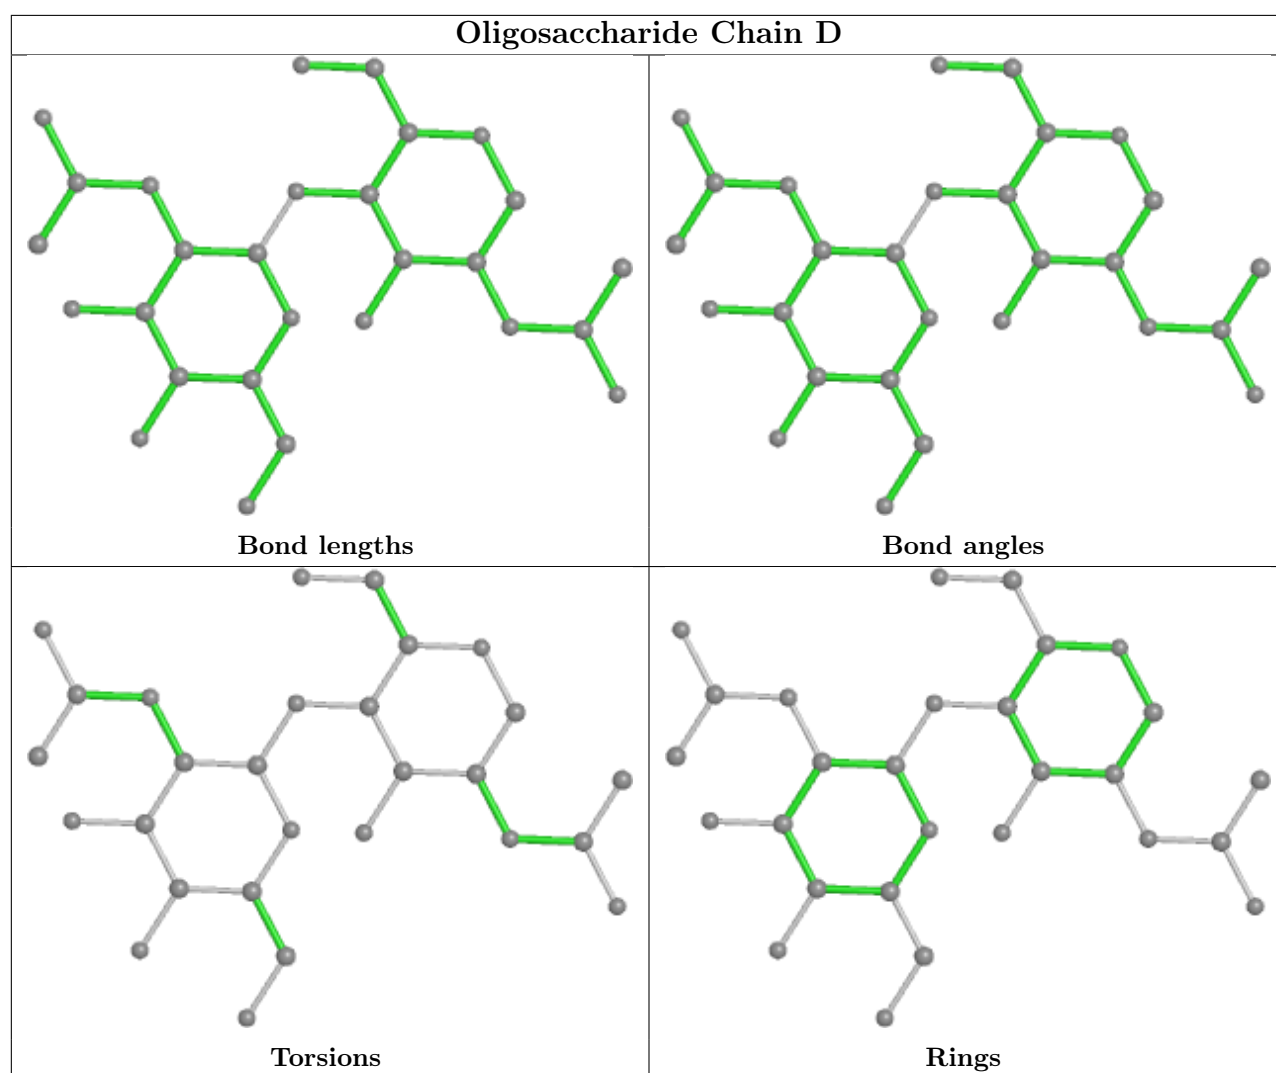 Oligosaccharide Chain D
Bond lengths
Bond angles
Torsions
Rings